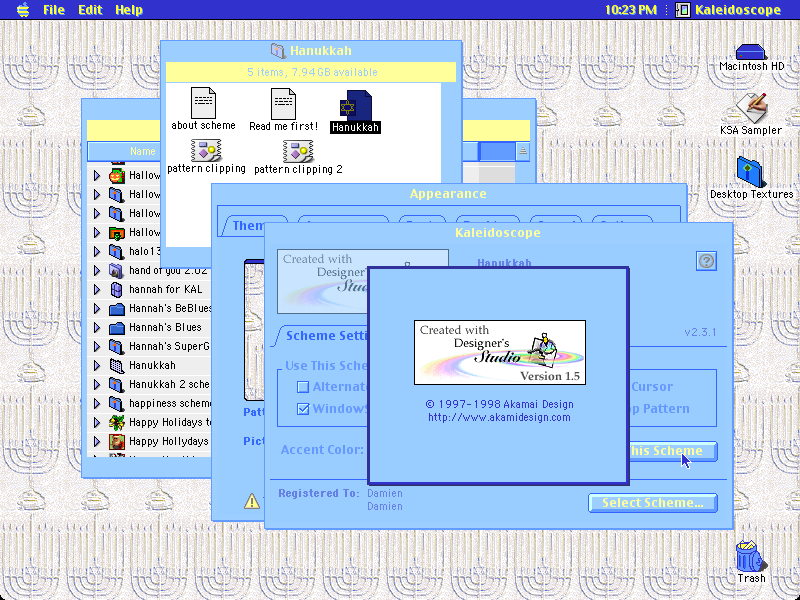 File Edit Help
10:23 PM
Kaleidoscope
Hanukkah
5 items, 7.94 GB available
about scheme
Read me first!
Hanukkah
pattern clipping
pattern clipping 2
Macintosh HD
KSA Sampler
Desktop Textures
Trash
Name
Hallow
Hallow
Hallow
Hallow
halo13
hand of god 2.02
hannah for KAL
Hannah's BeBlues
Hannah's Blues
Hannah's SuperG
Hanukkah
Hanukkah 2 sche
happiness scheme
Happy Holidays t
Happy Hollydays
Appearance
Them
Patt
Pict
Kaleidoscope
Created with
Designer's
Stu
Hanukkah
v2.3.1
Scheme Setti
Use This Sche
Alternat
Window
Cursor
p Pattern
Accent Color:
This Scheme
Registered To: Damien
Damien
Select Scheme...
Created with
Designer's
Studio
Version 1.5
© 1997-1998 Akamai Design
http://www.akamidesign.com